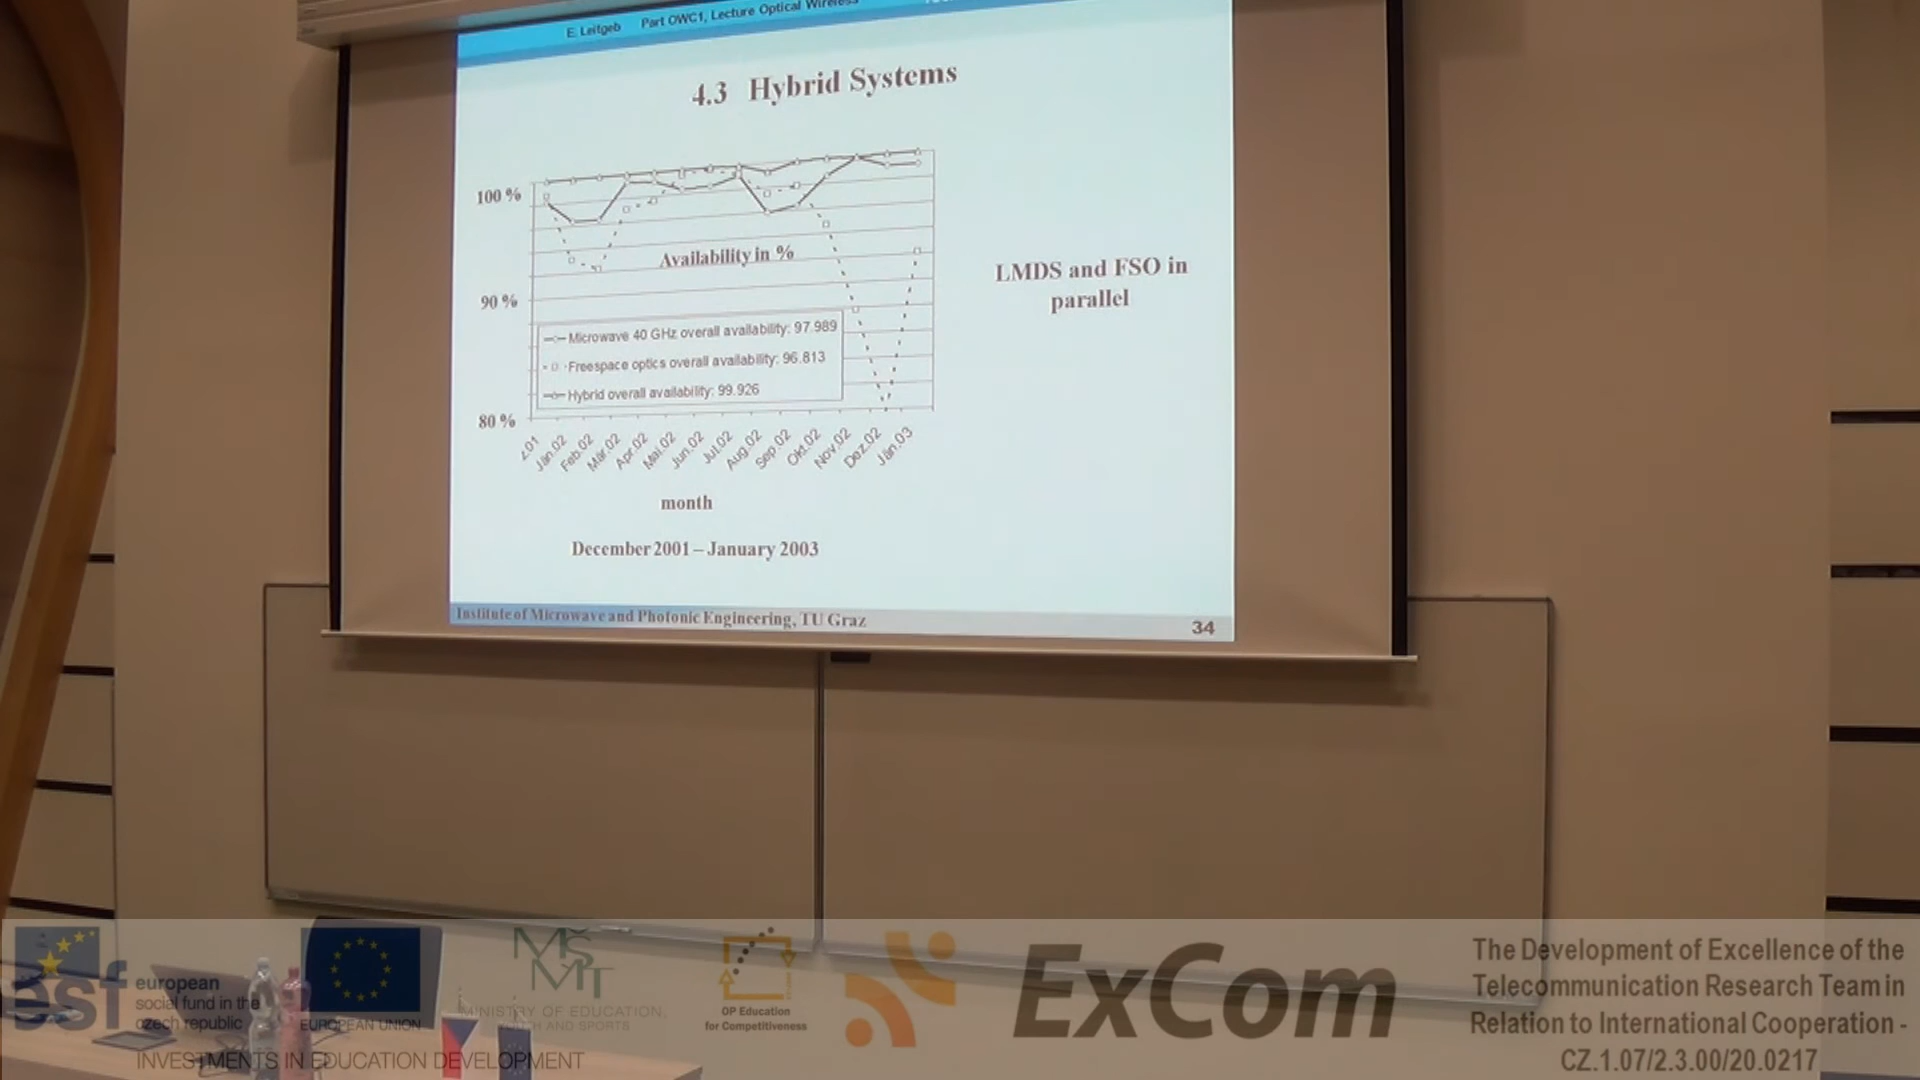 E. Leitgeb Part OWC1, Lecture Optical Wireless
4.3 Hybrid Systems
100 %
90 %
80 %
Availability in %
Microwave 40 GHz overall availability: 97.989
Freespace optics overall availability: 96.813
Hybrid overall availability: 99.926
z.01
Jän.02
Feb.02
Mär.02
Apr.02
Mai.02
Jun.02
Jul.02
Aug.02
Sep.02
Okt.02
Nov.02
Dez.02
Jän.03
month
December 2001 – January 2003
LMDS and FSO in
parallel
Institute of Microwave and Photonic Engineering, TU Graz
34
esf
european
social fund in the
czech republic
EUROPEAN UNION
MŠMT
MINISTRY OF EDUCATION,
YOUTH AND SPORTS
OP Education
for Competitiveness
INVESTMENTS IN EDUCATION DEVELOPMENT
ExCom
The Development of Excellence of the
Telecommunication Research Team in
Relation to International Cooperation -
CZ.1.07/2.3.00/20.0217